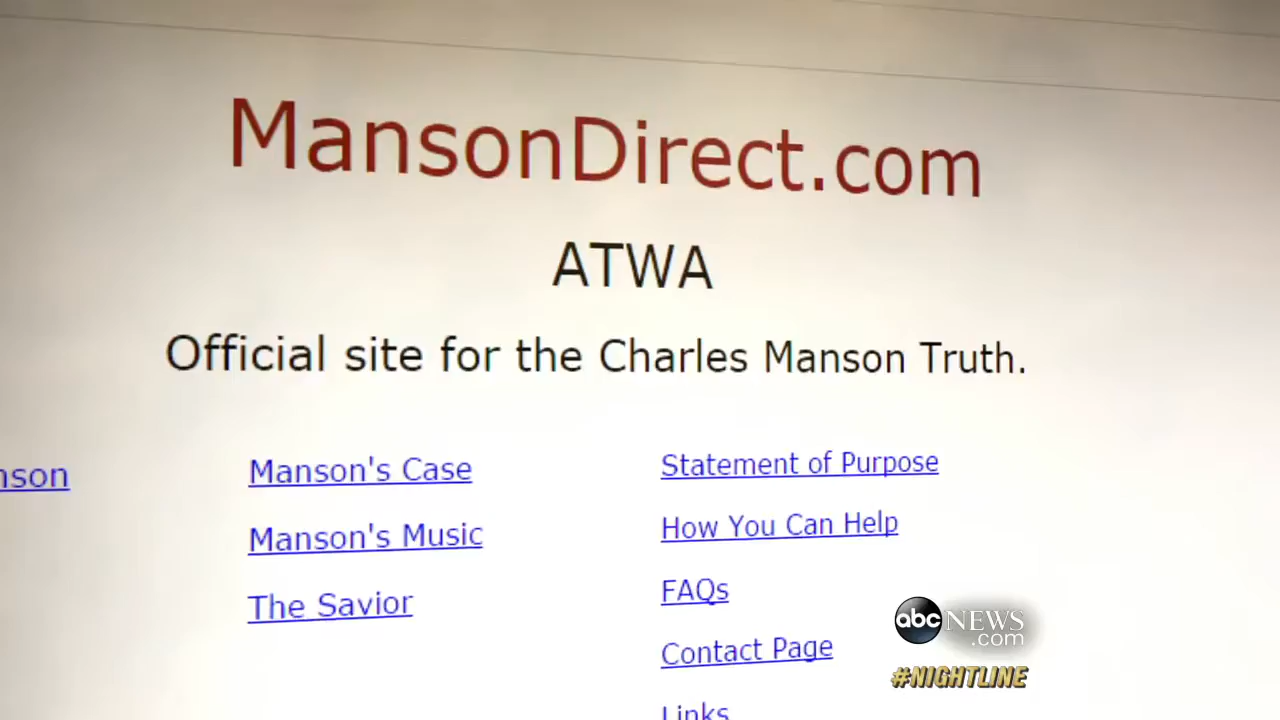 MansonDirect.com
ATWA
Official site for the Charles Manson Truth.
Manson's Case
Manson's Music
The Savior
Statement of Purpose
How You Can Help
FAQs
Contact Page
Links
abc NEWS
.com
#NIGHTLINE